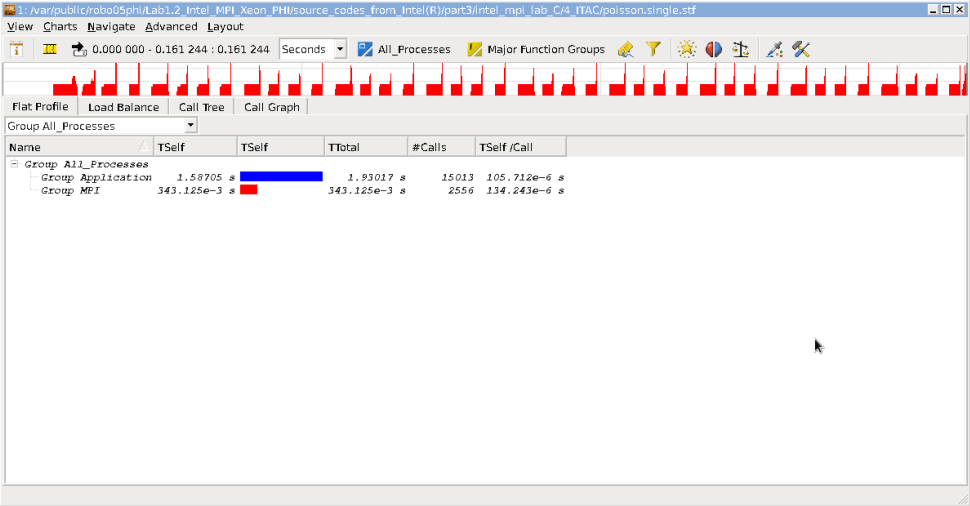 1: /var/public/robo05phi/Lab1.2_Intel_MPI_Xeon_PHI/source_codes_from_Intel(R)/part3/intel_mpi_lab_C/4_ITAC/poisson.single.stf
View Charts Navigate Advanced Layout
0.000 000 - 0.161 244 : 0.161 244 Seconds All_Processes Major Function Groups
Flat Profile Load Balance Call Tree Call Graph
Group All_Processes
Name TSelf TSelf TTotal #Calls TSelf /Call
Group All_Processes
Group Application 1.58705 s 1.93017 s 15013 105.712e-6 s
Group MPI 343.125e-3 s 343.125e-3 s 2556 134.243e-6 s